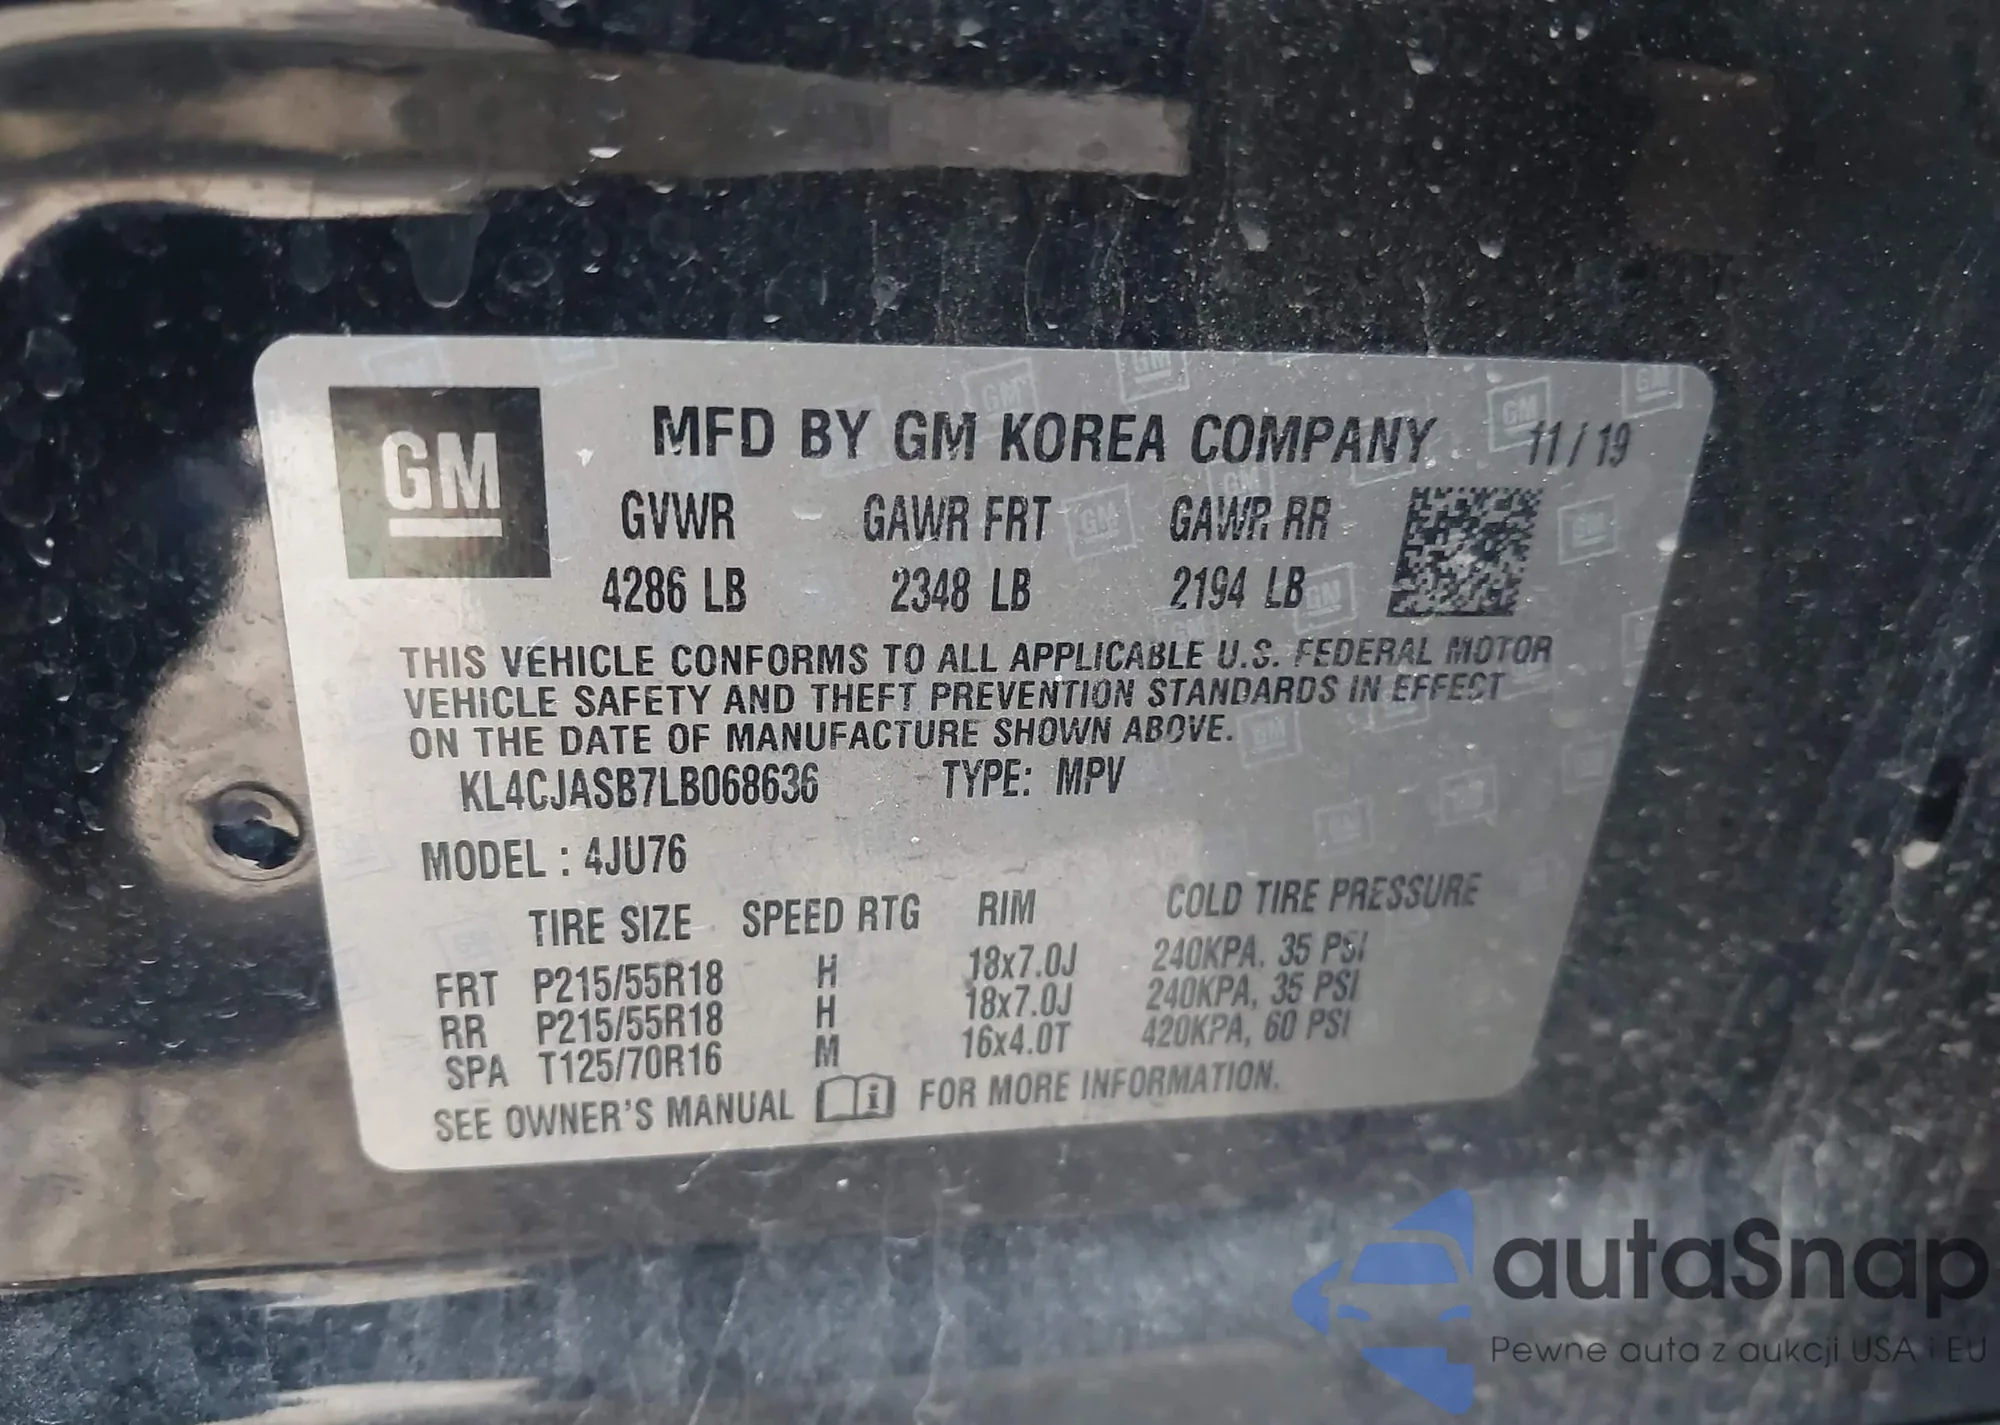 GM
MFD BY GM KOREA COMPANY 11/19
GVWR GAWR FRT GAWR RR
4286 LB 2348 LB 2194 LB
THIS VEHICLE CONFORMS TO ALL APPLICABLE U.S. FEDERAL MOTOR
VEHICLE SAFETY AND THEFT PREVENTION STANDARDS IN EFFECT
ON THE DATE OF MANUFACTURE SHOWN ABOVE.
KL4CJASB7LB068636 TYPE: MPV
MODEL : 4JU76
TIRE SIZE SPEED RTG RIM COLD TIRE PRESSURE
FRT P215/55R18 H 18x7.0J 240KPA, 35 PSI
RR P215/55R18 H 18x7.0J 240KPA, 35 PSI
SPA T125/70R16 M 16x4.0T 420KPA, 60 PSI
SEE OWNER'S MANUAL i FOR MORE INFORMATION.
autaSnap
Pewne auta z aukcji USA i EU